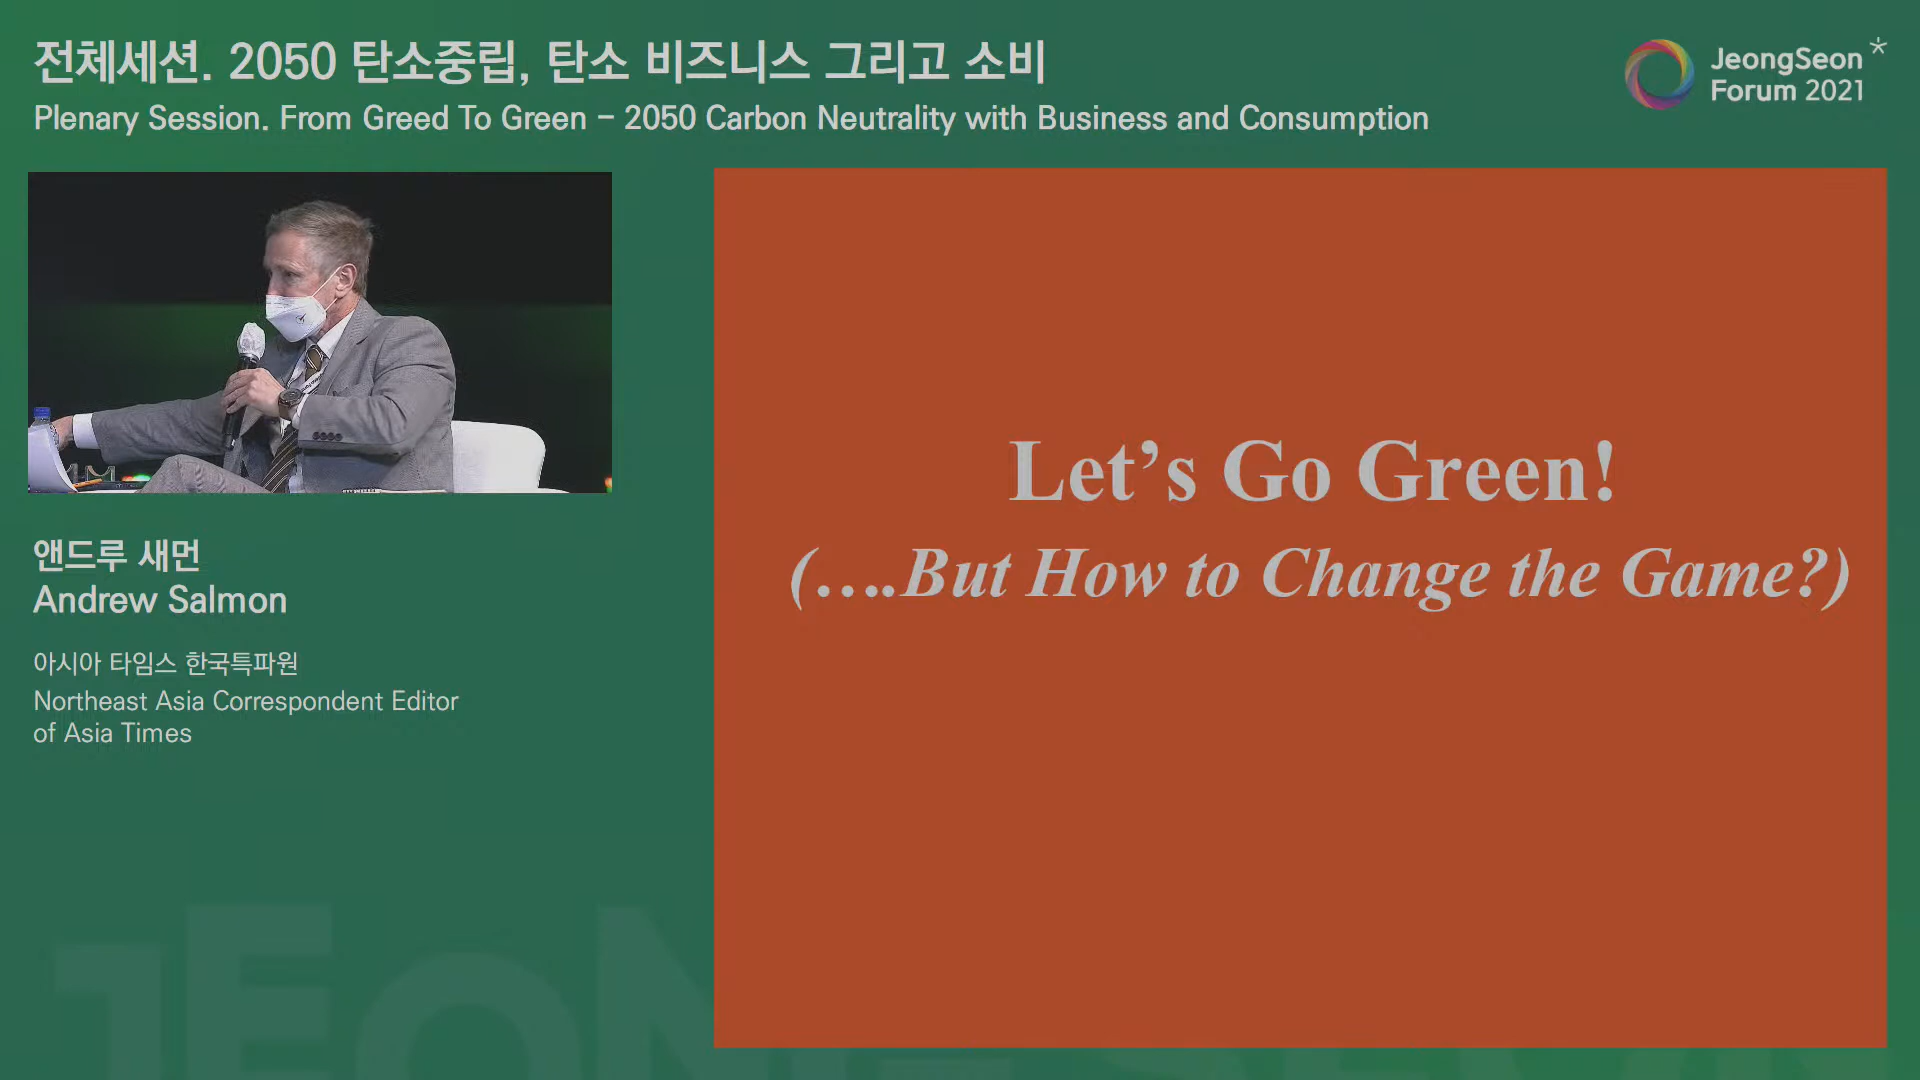 전체세션. 2050 탄소중립, 탄소 비즈니스 그리고 소비
Plenary Session. From Greed To Green – 2050 Carbon Neutrality with Business and Consumption
JeongSeon*
Forum 2021
앤드루 새먼
Andrew Salmon
아시아 타임스 한국특파원
Northeast Asia Correspondent Editor
of Asia Times
Let’s Go Green!
(….But How to Change the Game?)